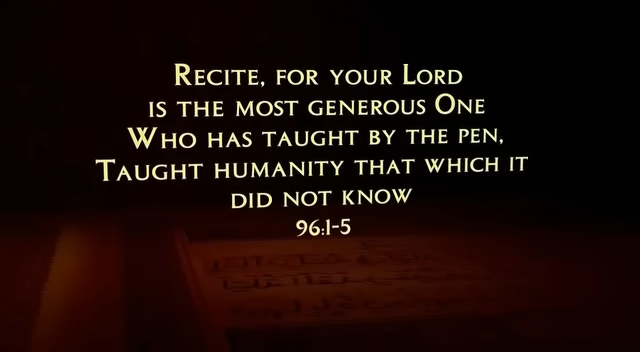 Recite, for your Lord
is the most generous One
Who has taught by the pen,
Taught humanity that which it
did not know
96:1-5